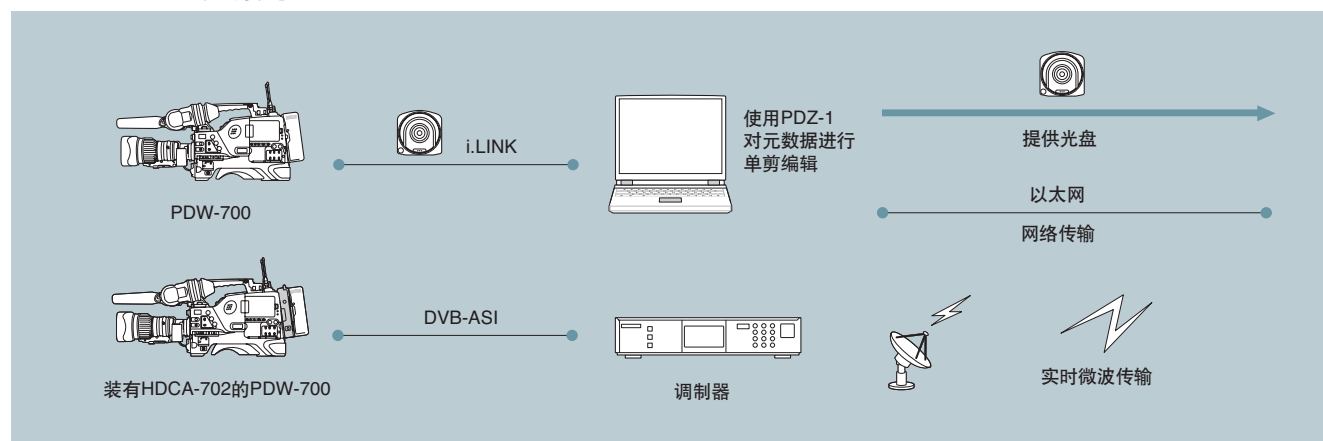 i.LINK
PDW-700
使用PDZ-1
对元数据进行
单剪编辑
提供光盘
以太网
网络传输
DVB-ASI
装有HDCA-702的PDW-700
调制器
实时微波传输